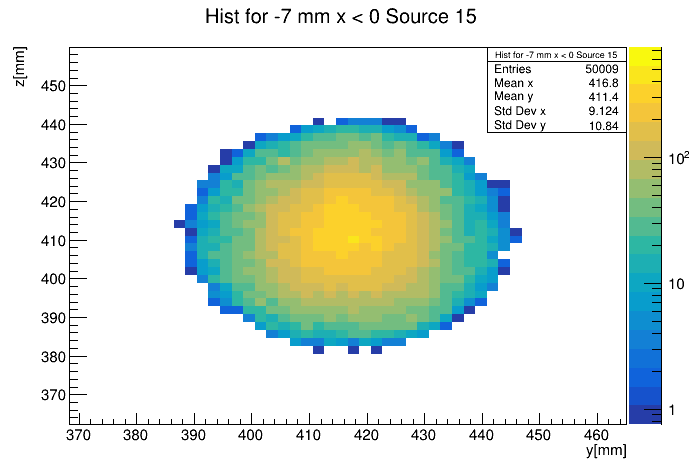 Hist for -7 mm x < 0 Source 15
z[mm]
Hist for -7 mm x < 0 Source 15
Entries 50009
Mean x 416.8
Mean y 411.4
Std Dev x 9.124
Std Dev y 10.84
450
440
430
420
410
400
390
380
370
10²
10
1
370 380 390 400 410 420 430 440 450 460
y[mm]